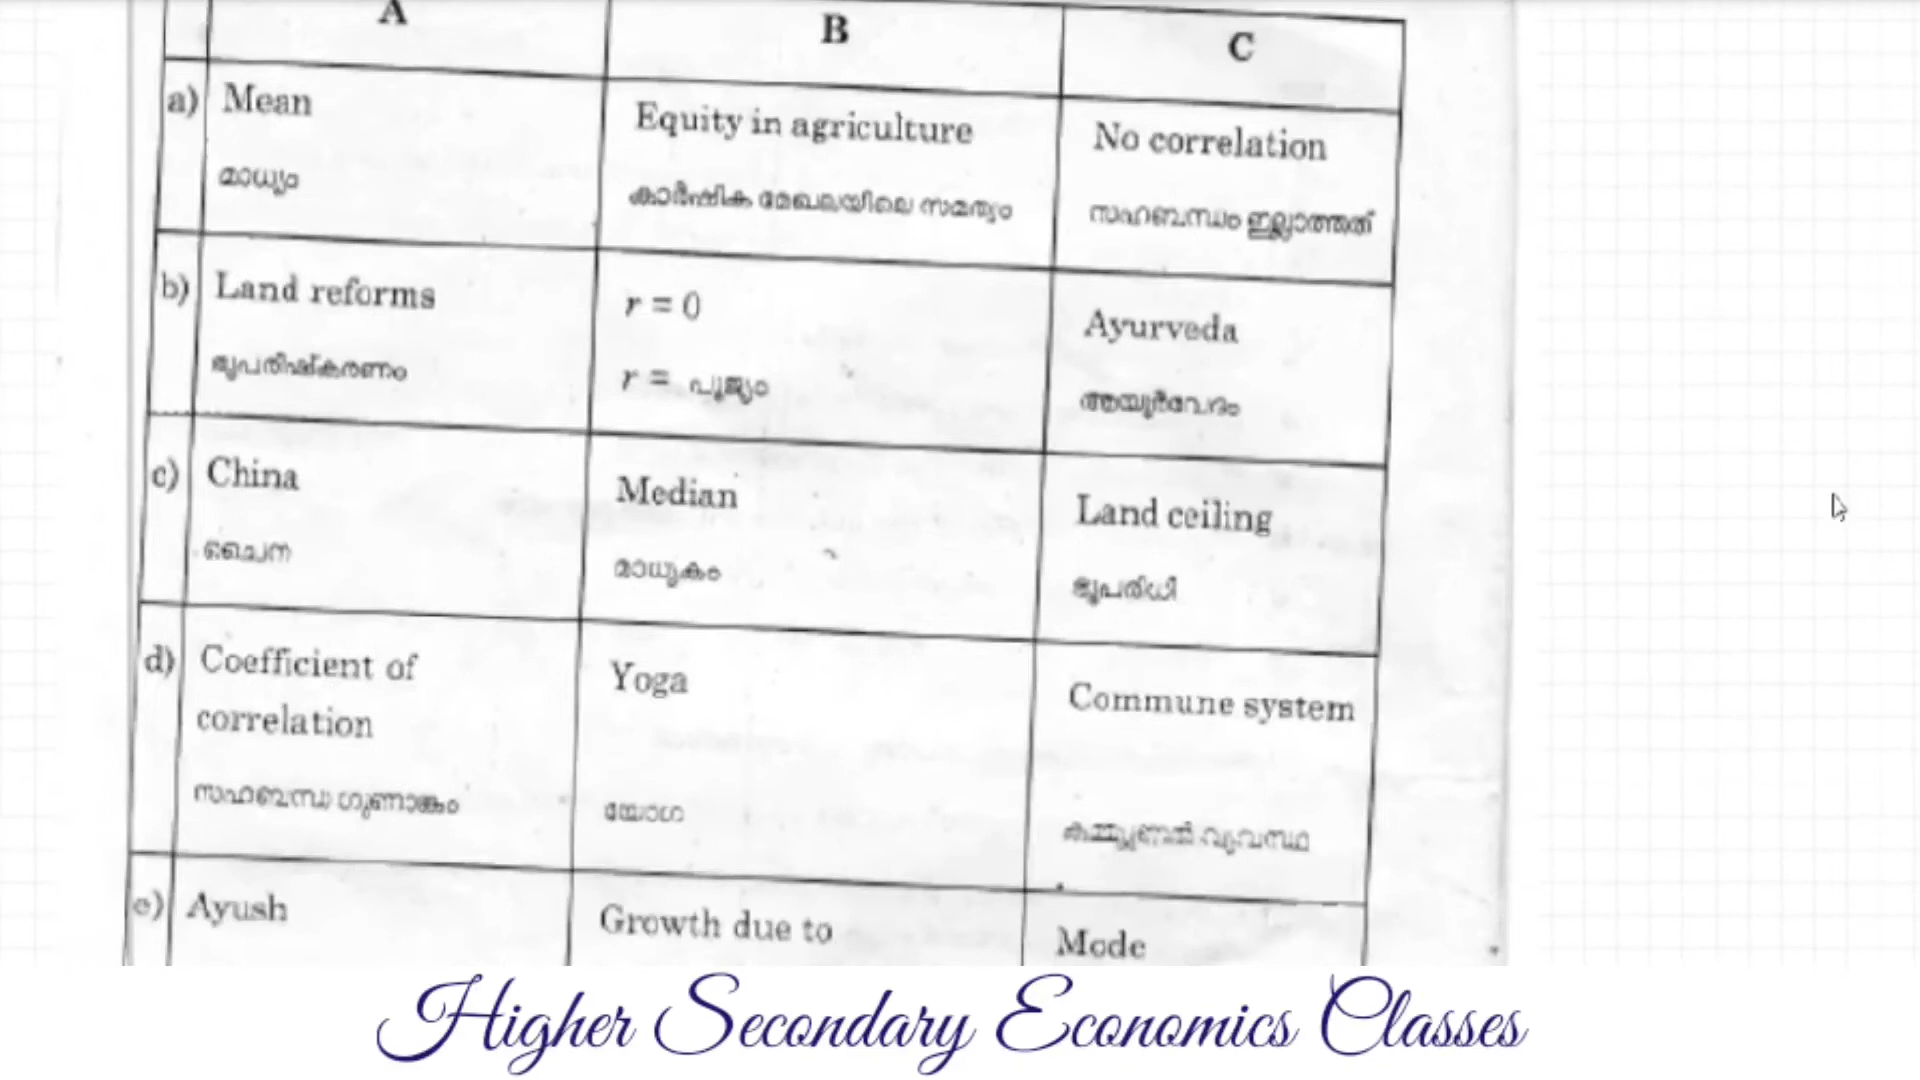 A B C
a) Mean Equity in agriculture No correlation
മാധ്യം കാർഷിക മേഖലയിലെ സമത്വം സഹബന്ധം ഇല്ലാത്തത്
b) Land reforms r = 0 Ayurveda
ഭൂപരിഷ്കരണം r = പൂജ്യം ആയൂർവേദം
c) China Median Land ceiling
ചൈന മാധ്യകം ഭൂപരിധി
d) Coefficient of Yoga Commune system
correlation
സഹബന്ധ ഗുണാങ്കം യോഗ കമ്മ്യൂണൽ വ്യവസ്ഥ
e) Ayush Growth due to Mode
Higher Secondary Economics Classes